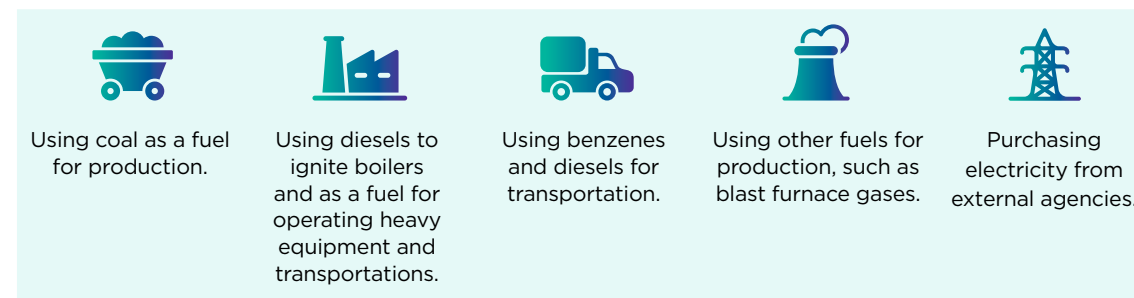 Using coal as a fuel
for production.
Using diesels to
ignite boilers
and as a fuel for
operating heavy
equipment and
transportations.
Using benzenes
and diesels for
transportation.
Using other fuels for
production, such as
blast furnace gases.
Purchasing
electricity from
external agencies.